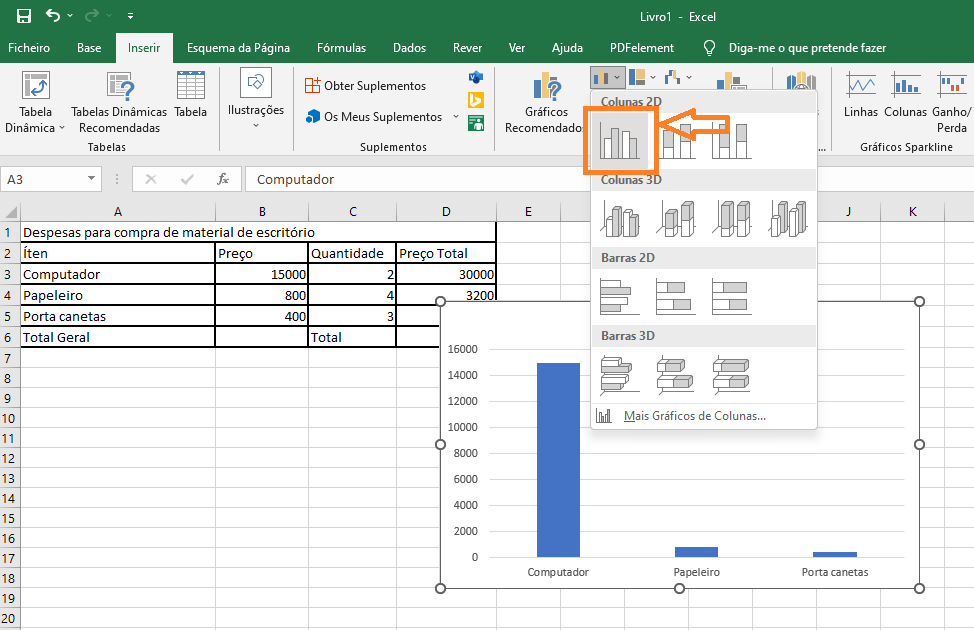 Livro1 - Excel
Ficheiro Base Inserir Esquema da Página Fórmulas Dados Rever Ver Ajuda PDFelement Diga-me o que pretende fazer
Tabela Dinâmica
Tabelas Dinâmicas Recomendadas
Tabela
Tabelas
Ilustrações
Obter Suplementos
Os Meus Suplementos
Suplementos
Gráficos
Recomendados
Linhas Colunas Ganho/
Perda
...
Gráficos Sparkline
Colunas 2D
Colunas 3D
Barras 2D
Barras 3D
Mais Gráficos de Colunas...
A3 fx Computador
A B C D E J K
1 Despesas para compra de material de escritório
2 Íten Preço Quantidade Preço Total
3 Computador 15000 2 30000
4 Papeleiro 800 4 3200
5 Porta canetas 400 3
6 Total Geral Total
7
8
9
10
11
12
13
14
15
16
17
18
19
20
16000
14000
12000
10000
8000
6000
4000
2000
0
Computador Papeleiro Porta canetas